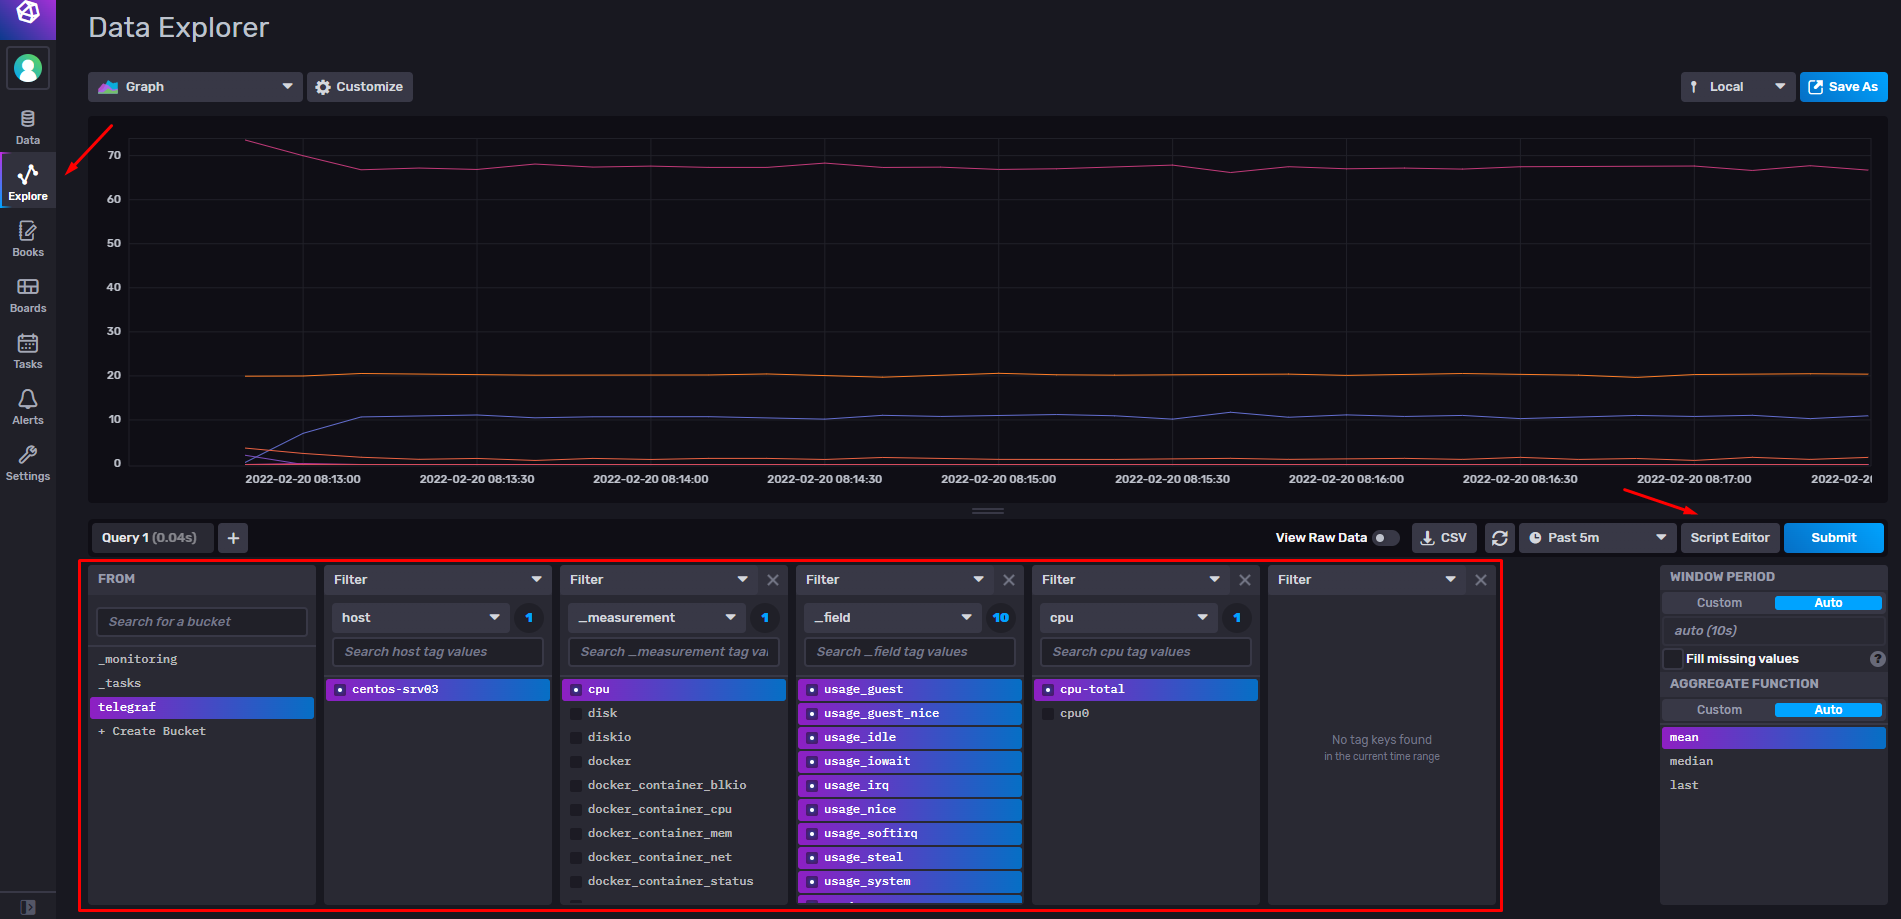 Data Explorer
Graph
Customize
Local
Save As
Data
Explore
Books
Boards
Tasks
Alerts
Settings
70
60
50
40
30
20
10
0
2022-02-20 08:13:00 2022-02-20 08:13:30 2022-02-20 08:14:00 2022-02-20 08:14:30 2022-02-20 08:15:00 2022-02-20 08:15:30 2022-02-20 08:16:00 2022-02-20 08:16:30 2022-02-20 08:17:00
Query 1 (0.04s)
+
View Raw Data
CSV
Past 5m
Script Editor
Submit
FROM
Search for a bucket
_monitoring
_tasks
telegraf
+ Create Bucket
Filter
host
1
Search host tag values
centos-srv03
Filter
_measurement
1
Search _measurement tag
cpu
disk
diskio
docker
docker_container_blkio
docker_container_cpu
docker_container_mem
docker_container_net
docker_container_status
Filter
_field
10
Search _field tag values
usage_guest
usage_guest_nice
usage_idle
usage_iowait
usage_irq
usage_nice
usage_softirq
usage_steal
usage_system
Filter
cpu
1
Search cpu tag values
cpu-total
cpu0
Filter
No tag keys found
in the current time range
WINDOW PERIOD
Custom
Auto
auto (10s)
Fill missing values
?
AGGREGATE FUNCTION
Custom
Auto
mean
median
last